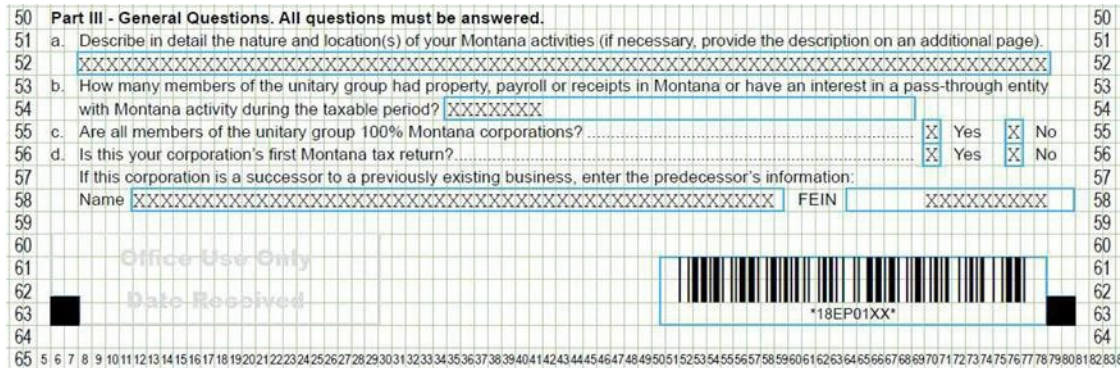 50 Part III - General Questions. All questions must be answered. 50
51 a. Describe in detail the nature and location(s) of your Montana activities (if necessary, provide the description on an additional page). 51
52 XXXXXXXXXXXXXXXXXXXXXXXXXXXXXXXXXXXXXXXXXXXXXXXXXXXXXXXXXXXXXXXXXXXXXX 52
53 b. How many members of the unitary group had property, payroll or receipts in Montana or have an interest in a pass-through entity 53
54 with Montana activity during the taxable period? XXXXXXX 54
55 c. Are all members of the unitary group 100% Montana corporations? X Yes X No 55
56 d. Is this your corporation's first Montana tax return? X Yes X No 56
57 If this corporation is a successor to a previously existing business, enter the predecessor's information: 57
58 Name XXXXXXXXXXXXXXXXXXXXXXXXXXXXXXXXXXXXXXXXXXXXXXX FEIN XXXXXXXXX 58
59 59
60 Office Use Only 60
61 61
62 Date Received 62
63 *18EP01XX* 63
64 64
65 5 6 7 8 9 10 11 12 13 14 15 16 17 18 19 20 21 22 23 24 25 26 27 28 29 30 31 32 33 34 35 36 37 38 39 40 41 42 43 44 45 46 47 48 49 50 51 52 53 54 55 56 57 58 59 60 61 62 63 64 65 66 67 68 69 70 71 72 73 74 75 76 77 78 79 80 81 82 83